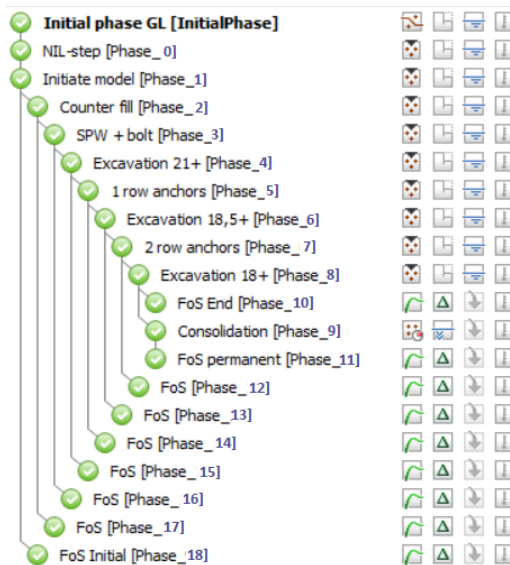 Initial phase GL [InitialPhase]
NIL-step [Phase_0]
Initiate model [Phase_1]
Counter fill [Phase_2]
SPW + bolt [Phase_3]
Excavation 21+ [Phase_4]
1 row anchors [Phase_5]
Excavation 18,5+ [Phase_6]
2 row anchors [Phase_7]
Excavation 18+ [Phase_8]
FoS End [Phase_10]
Consolidation [Phase_9]
FoS permanent [Phase_11]
FoS [Phase_12]
FoS [Phase_13]
FoS [Phase_14]
FoS [Phase_15]
FoS [Phase_16]
FoS [Phase_17]
FoS Initial [Phase_18]